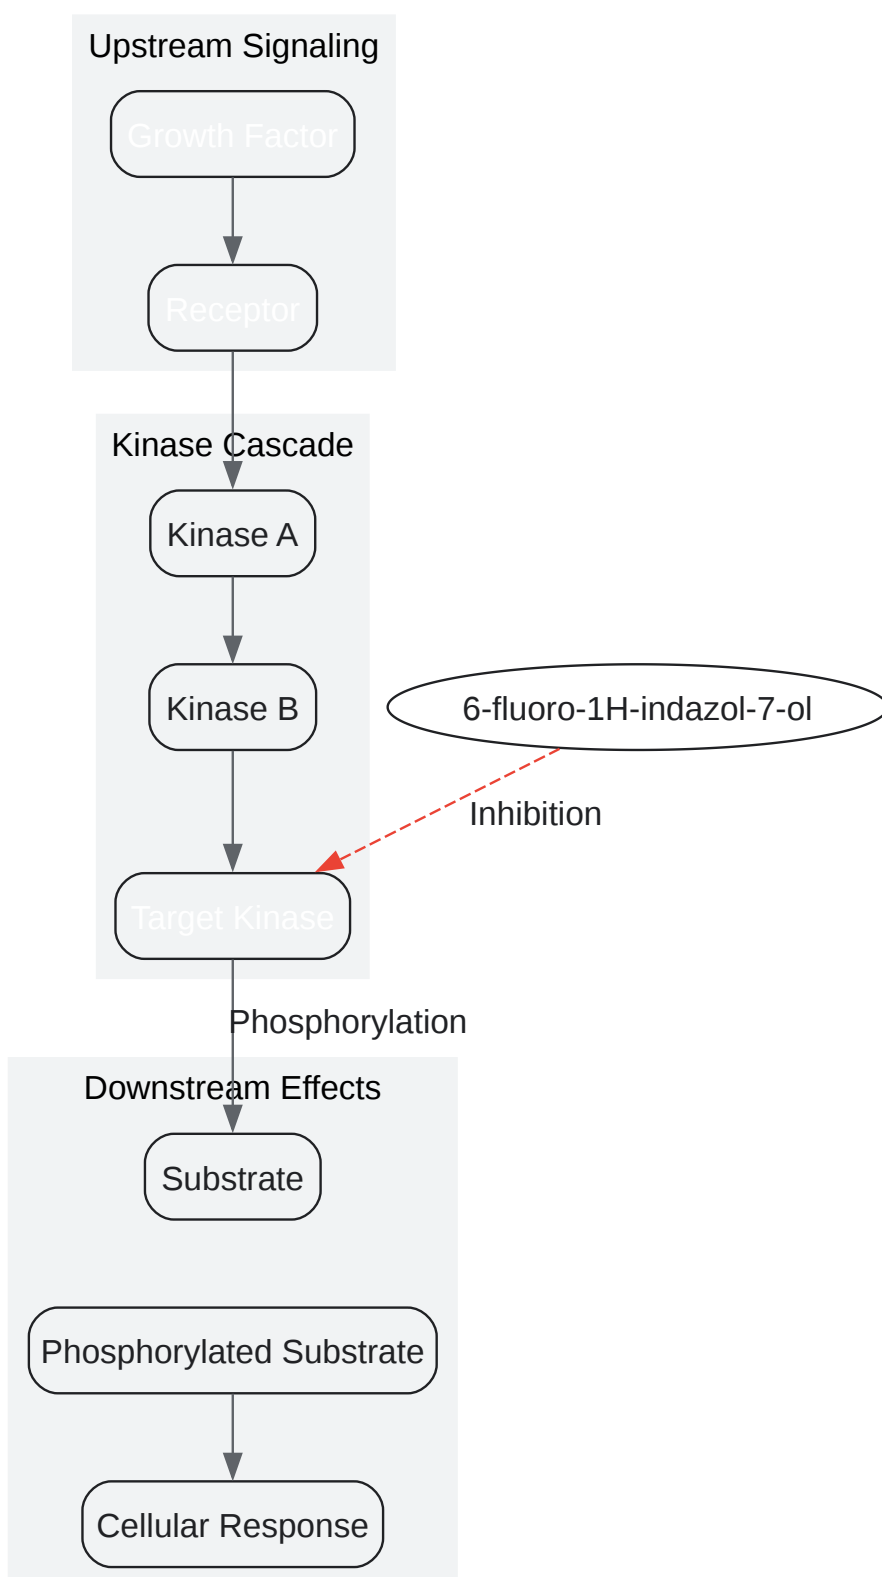 Upstream Signaling
Growth Factor
Receptor
Kinase Cascade
Kinase A
Kinase B
6-fluoro-1H-indazol-7-ol
Inhibition
Target Kinase
Phosphorylation
Downstream Effects
Substrate
Phosphorylated Substrate
Cellular Response